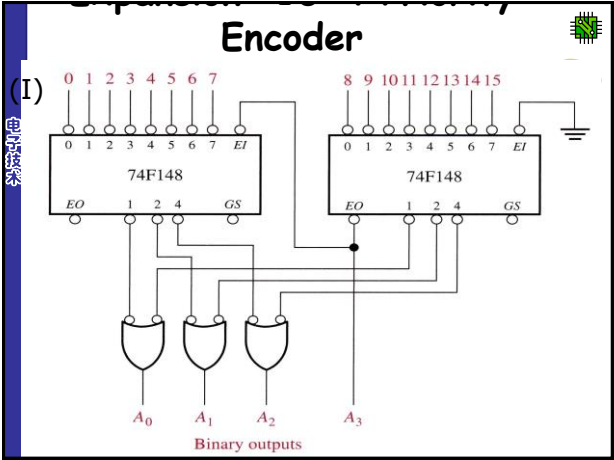 Expansion Priority
Encoder
(I)
电子技术
0 1 2 3 4 5 6 7
8 9 10 11 12 13 14 15
0 1 2 3 4 5 6 7 EI
0 1 2 3 4 5 6 7 EI
74F148
74F148
EO 1 2 4 GS
EO 1 2 4 GS
A0 A1 A2 A3
Binary outputs